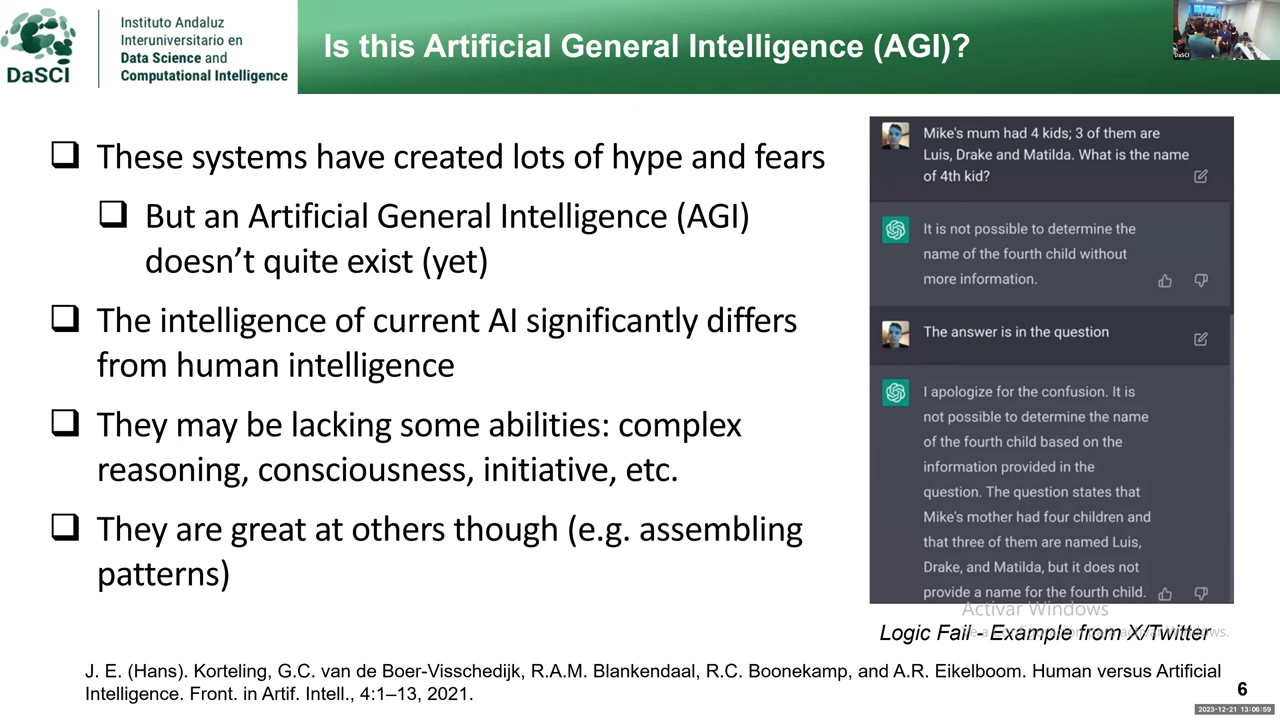 DaSCI
Instituto Andaluz
Interuniversitario en
Data Science and
Computational Intelligence
Is this Artificial General Intelligence (AGI)?
DaSCI
These systems have created lots of hype and fears
But an Artificial General Intelligence (AGI)
doesn’t quite exist (yet)
The intelligence of current AI significantly differs
from human intelligence
They may be lacking some abilities: complex
reasoning, consciousness, initiative, etc.
They are great at others though (e.g. assembling
patterns)
Mike's mum had 4 kids; 3 of them are
Luis, Drake and Matilda. What is the name
of 4th kid?
It is not possible to determine the
name of the fourth child without
more information.
The answer is in the question
I apologize for the confusion. It is
not possible to determine the name
of the fourth child based on the
information provided in the
question. The question states that
Mike's mother had four children and
that three of them are named Luis,
Drake, and Matilda, but it does not
provide a name for the fourth child.
Activar Windows
Logic Fail - Example from X/Twitter
J. E. (Hans). Korteling, G.C. van de Boer-Visschedijk, R.A.M. Blankendaal, R.C. Boonekamp, and A.R. Eikelboom. Human versus Artificial
Intelligence. Front. in Artif. Intell., 4:1–13, 2021.
6
2023-12-21 13:06:59